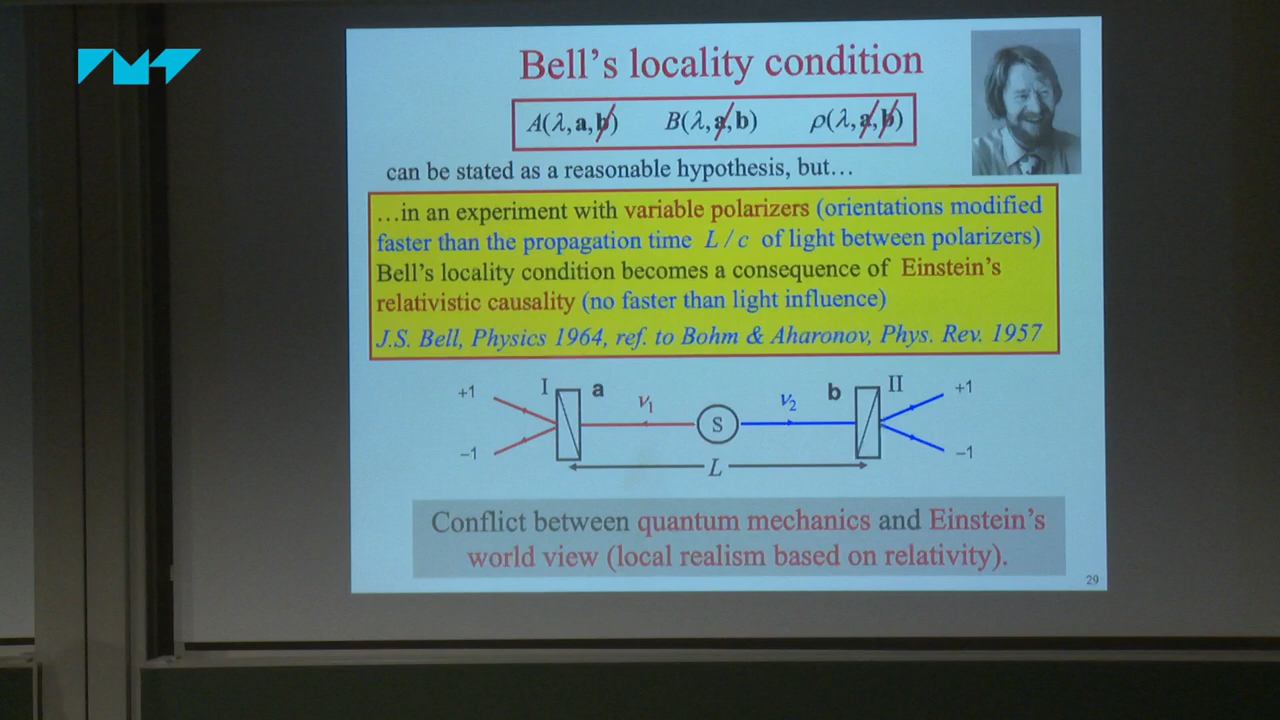 Bell's locality condition
A(λ, a, b) B(λ, a, b) ρ(λ, a, b)
can be stated as a reasonable hypothesis, but…
…in an experiment with variable polarizers (orientations modified
faster than the propagation time L / c of light between polarizers)
Bell's locality condition becomes a consequence of Einstein's
relativistic causality (no faster than light influence)
J.S. Bell, Physics 1964, ref. to Bohm & Aharonov, Phys. Rev. 1957
+1 I a ν1 S ν2 b II +1
−1 L −1
Conflict between quantum mechanics and Einstein's
world view (local realism based on relativity).
29